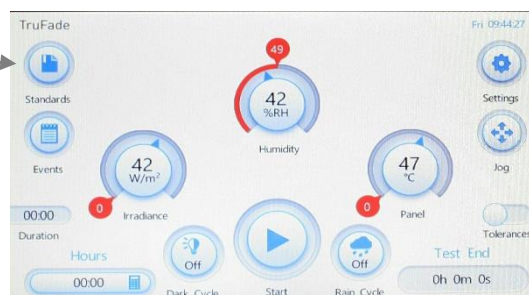 TruFade
Fri 09:44:27
Standards
49
42
%RH
Humidity
Settings
Events
42
W/m²
0
Irradiance
47
°C
0
Panel
Jog
00:00
Duration
Tolerances
Hours
00:00
Off
Dark Cycle
Start
Off
Rain Cycle
Test End
0h 0m 0s